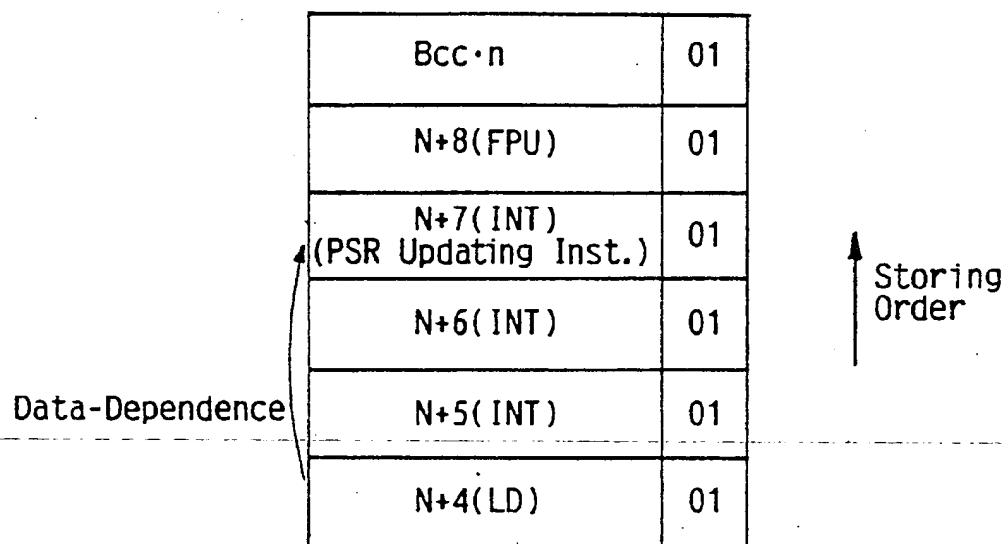 Bcc·n 01
N+8(FPU) 01
N+7(INT)
(PSR Updating Inst.) 01
N+6(INT) 01
Storing
Order
Data-Dependence
N+5(INT) 01
N+4(LD) 01